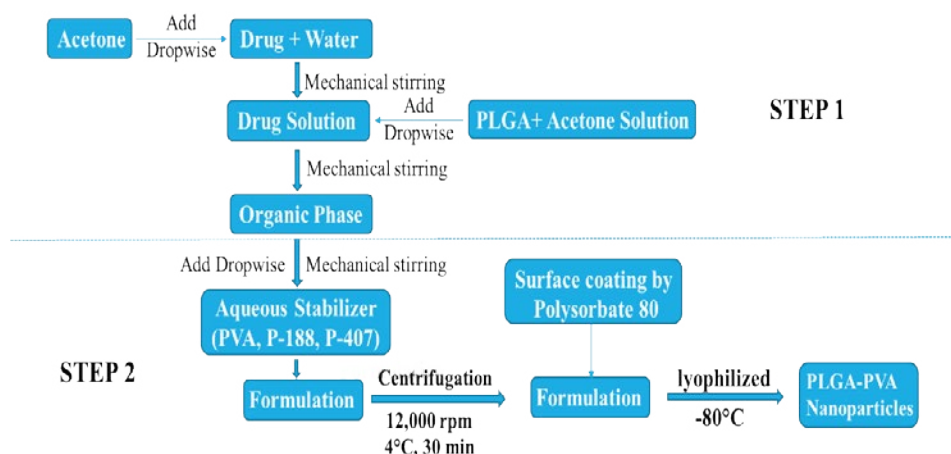 Acetone
Add
Dropwise
Drug + Water
Mechanical stirring
Drug Solution
Add
Dropwise
PLGA+ Acetone Solution
STEP 1
Mechanical stirring
Organic Phase
Add Dropwise
Mechanical stirring
Aqueous Stabilizer
(PVA, P-188, P-407)
Surface coating by
Polysorbate 80
STEP 2
Formulation
Centrifugation
12,000 rpm
4°C, 30 min
Formulation
lyophilized
-80°C
PLGA-PVA
Nanoparticles